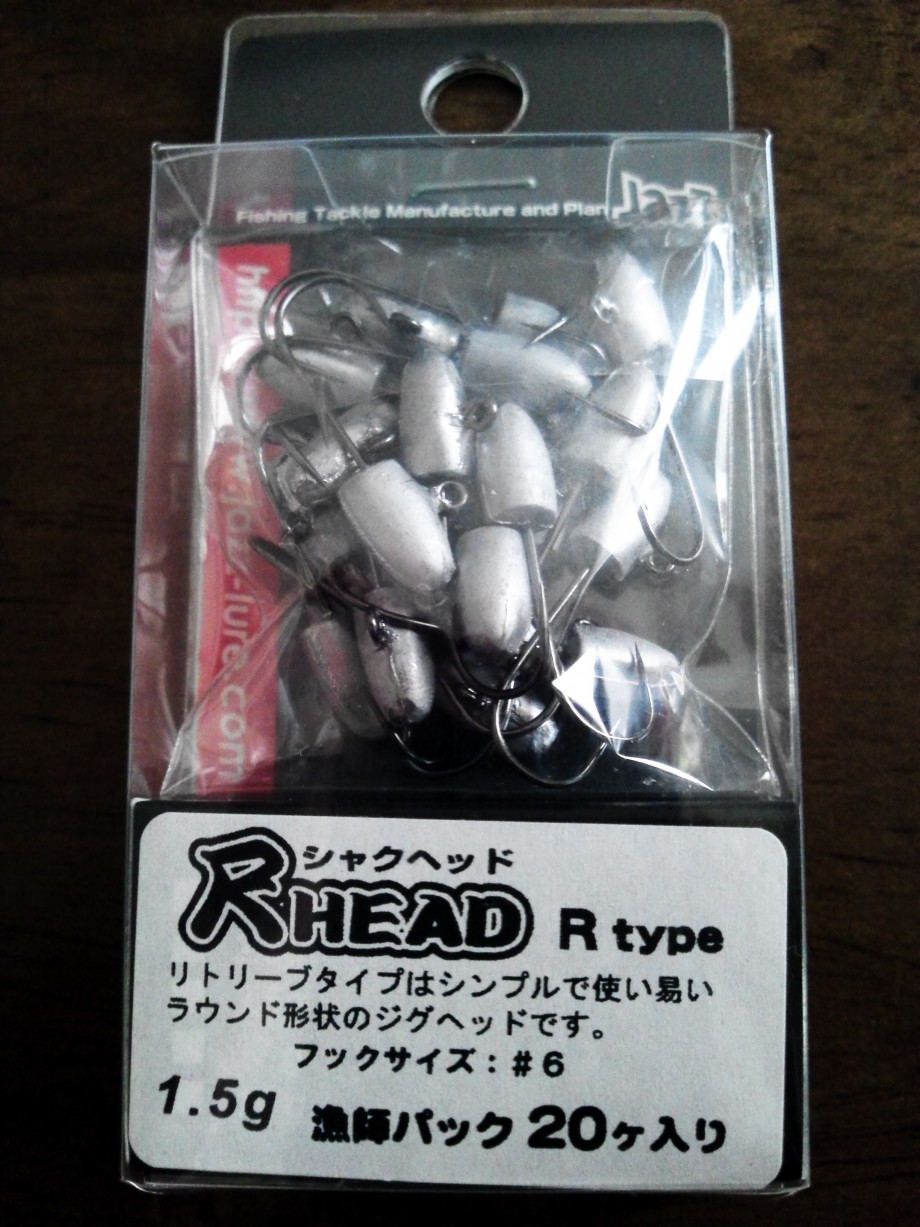 Fishing Tackle Manufacture and Plan
-lure.com
シャクヘッド
R HEAD R type
リトリーブタイプはシンプルで使い易い
ラウンド形状のジグヘッドです。
フックサイズ：#6
1.5g 漁師パック 20ヶ入り